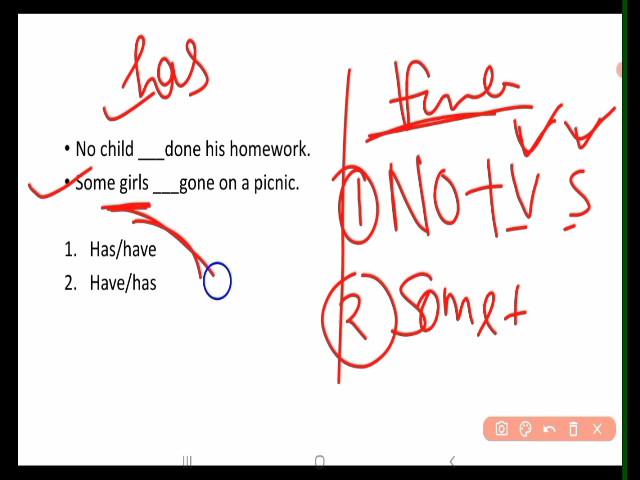 has
• No child ___done his homework.
• Some girls ___gone on a picnic.
1. Has/have
2. Have/has
1 NO + V S
2 Some +